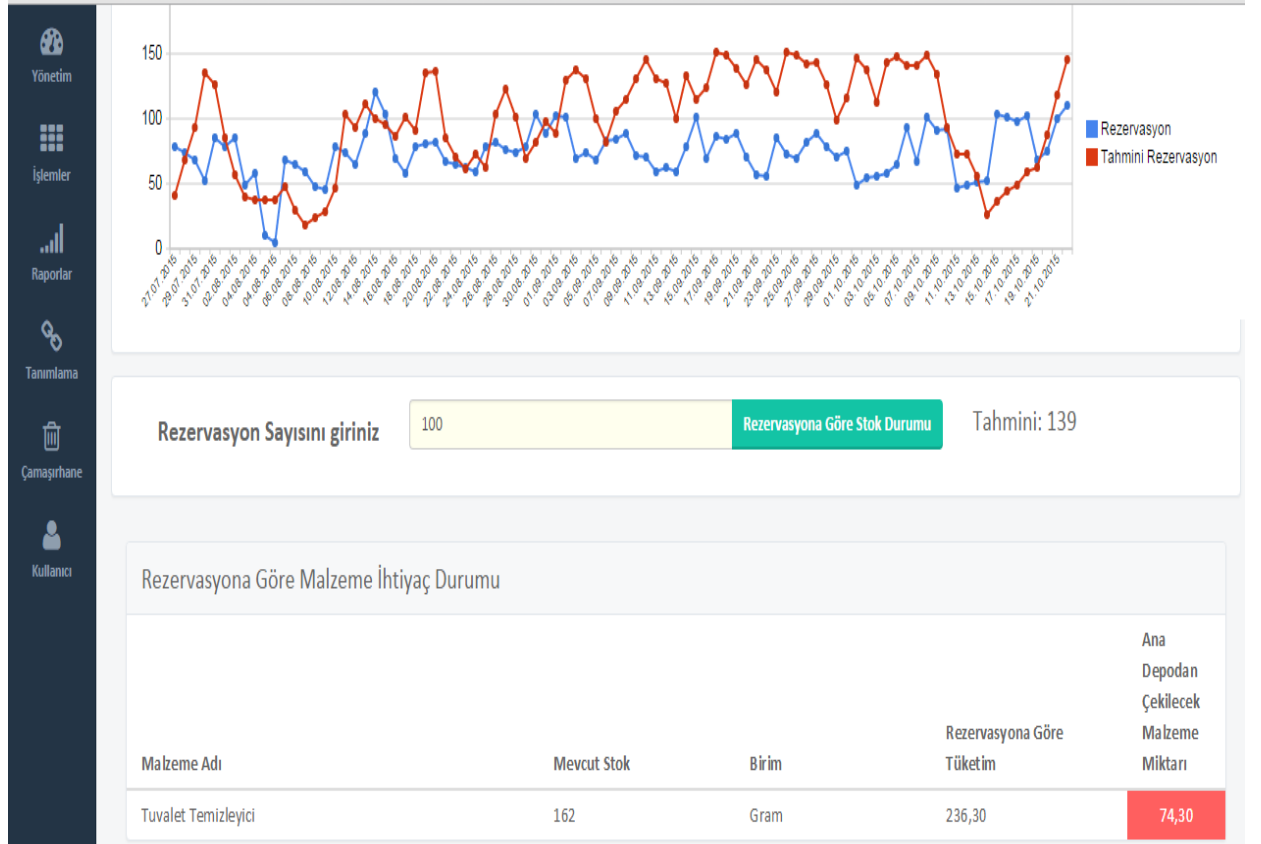 Yönetim
İşlemler
Raporlar
Tanımlama
Çamaşırhane
Kullanıcı
150
100
50
0
Rezervasyon
Tahmini Rezervasyon
27.07.2015
29.07.2015
31.07.2015
02.08.2015
04.08.2015
04.08.2015
06.08.2015
08.08.2015
10.08.2015
12.08.2015
14.08.2015
16.08.2015
18.08.2015
20.08.2015
22.08.2015
24.08.2015
26.08.2015
28.08.2015
30.08.2015
01.09.2015
03.09.2015
05.09.2015
07.09.2015
09.09.2015
11.09.2015
13.09.2015
15.09.2015
17.09.2015
19.09.2015
21.09.2015
23.09.2015
25.09.2015
27.09.2015
29.09.2015
01.10.2015
03.10.2015
05.10.2015
07.10.2015
09.10.2015
11.10.2015
13.10.2015
15.10.2015
17.10.2015
19.10.2015
21.10.2015
Rezervasyon Sayısını giriniz
100
Rezervasyona Göre Stok Durumu
Tahmini: 139
Rezervasyona Göre Malzeme İhtiyaç Durumu
Malzeme Adı
Mevcut Stok
Birim
Rezervasyona Göre
Tüketim
Ana
Depodan
Çekilecek
Malzeme
Miktarı
Tuvalet Temizleyici
162
Gram
236,30
74,30